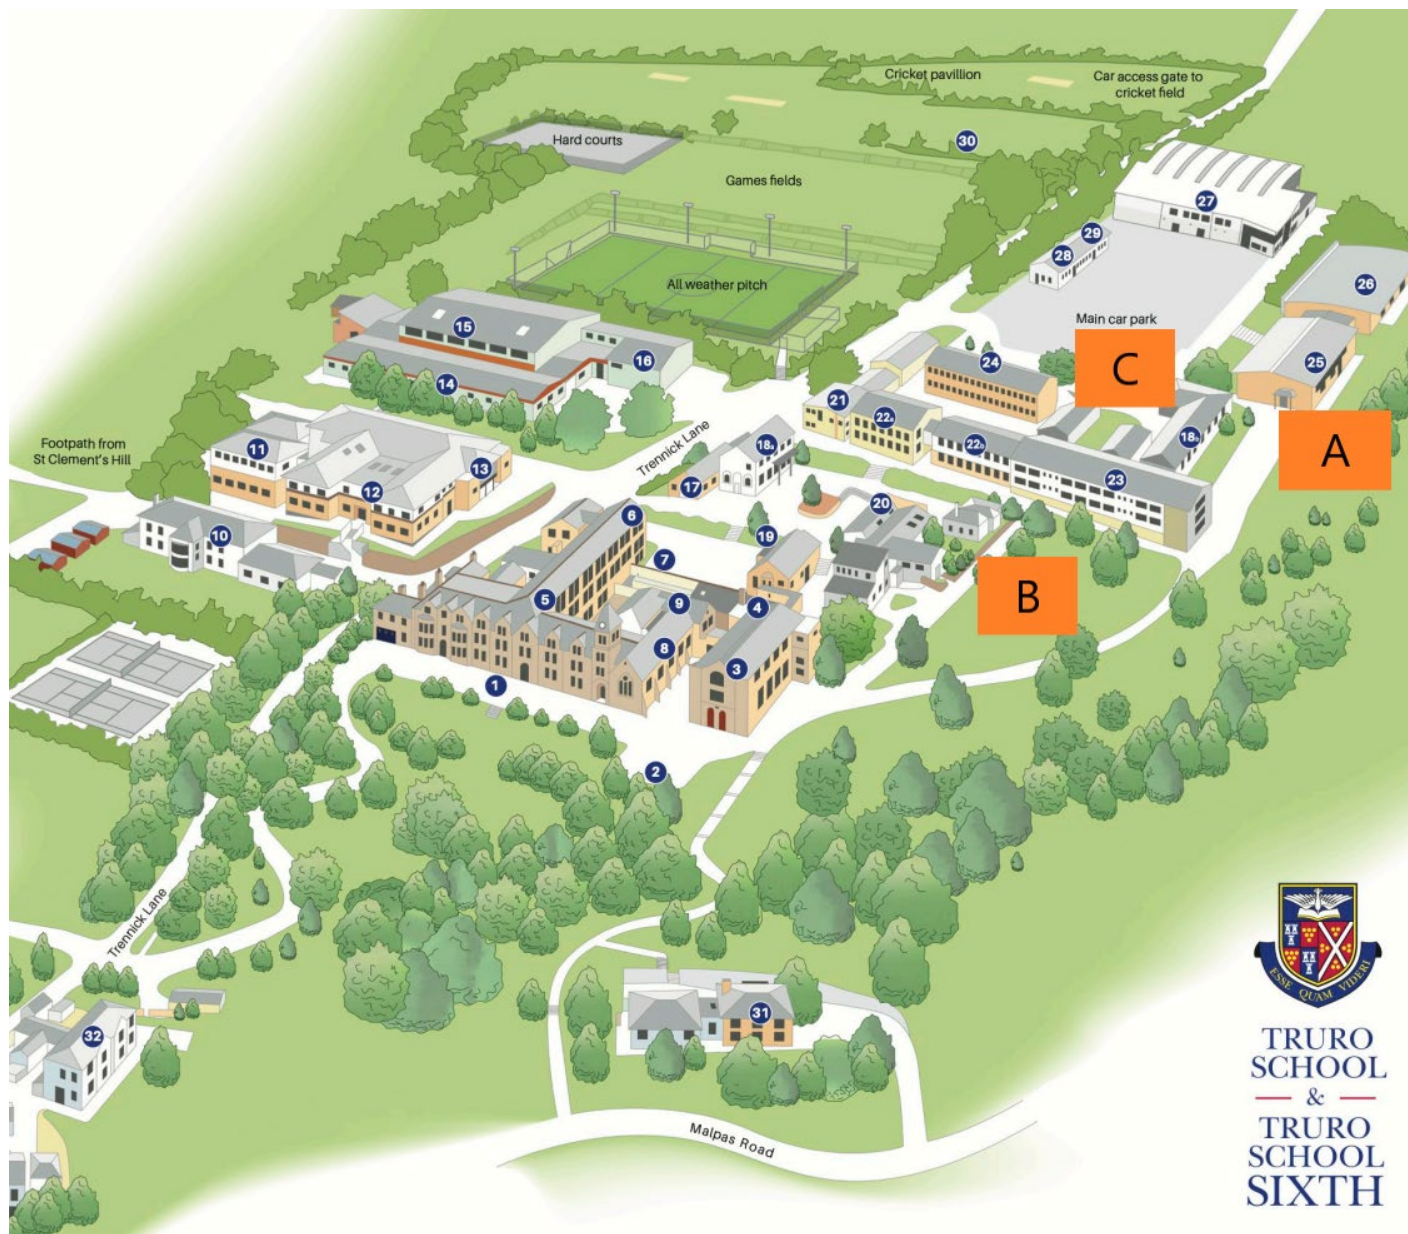 Cricket pavillion
Car access gate to
cricket field
Hard courts
30
Games fields
27
29
28
All weather pitch
26
Main car park
15
16
24
25
C
14
21
22a
18b
A
Footpath from
St Clement's Hill
11
13
12
Trennick Lane
18a
22b
23
17
20
6
10
19
7
B
5
9
4
8
3
1
2
Trennick Lane
31
32
Malpas Road
ESSE QUAM VIDERI
TRURO
SCHOOL
&
TRURO
SCHOOL
SIXTH